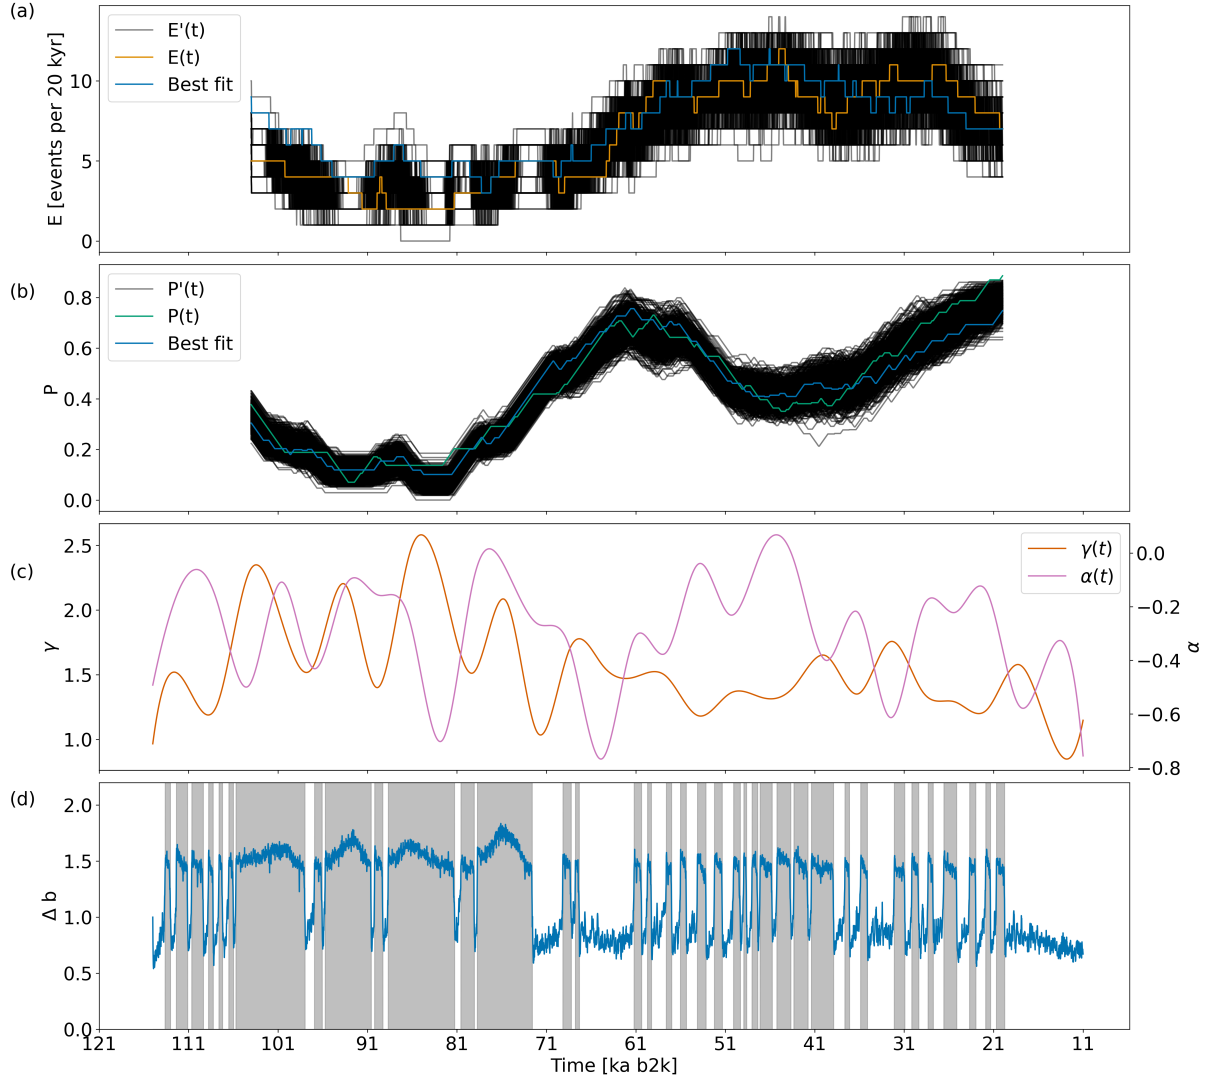 (a)
E [events per 20 kyr]
10
5
0
E'(t)
E(t)
Best fit
(b)
P
0.8
0.6
0.4
0.2
0.0
P'(t)
P(t)
Best fit
(c)
γ
2.5
2.0
1.5
1.0
γ(t)
α(t)
0.0
−0.2
−0.4
−0.6
−0.8
α
(d)
Δ b
2.0
1.5
1.0
0.5
0.0
121 111 101 91 81 71 61 51 41 31 21 11
Time [ka b2k]